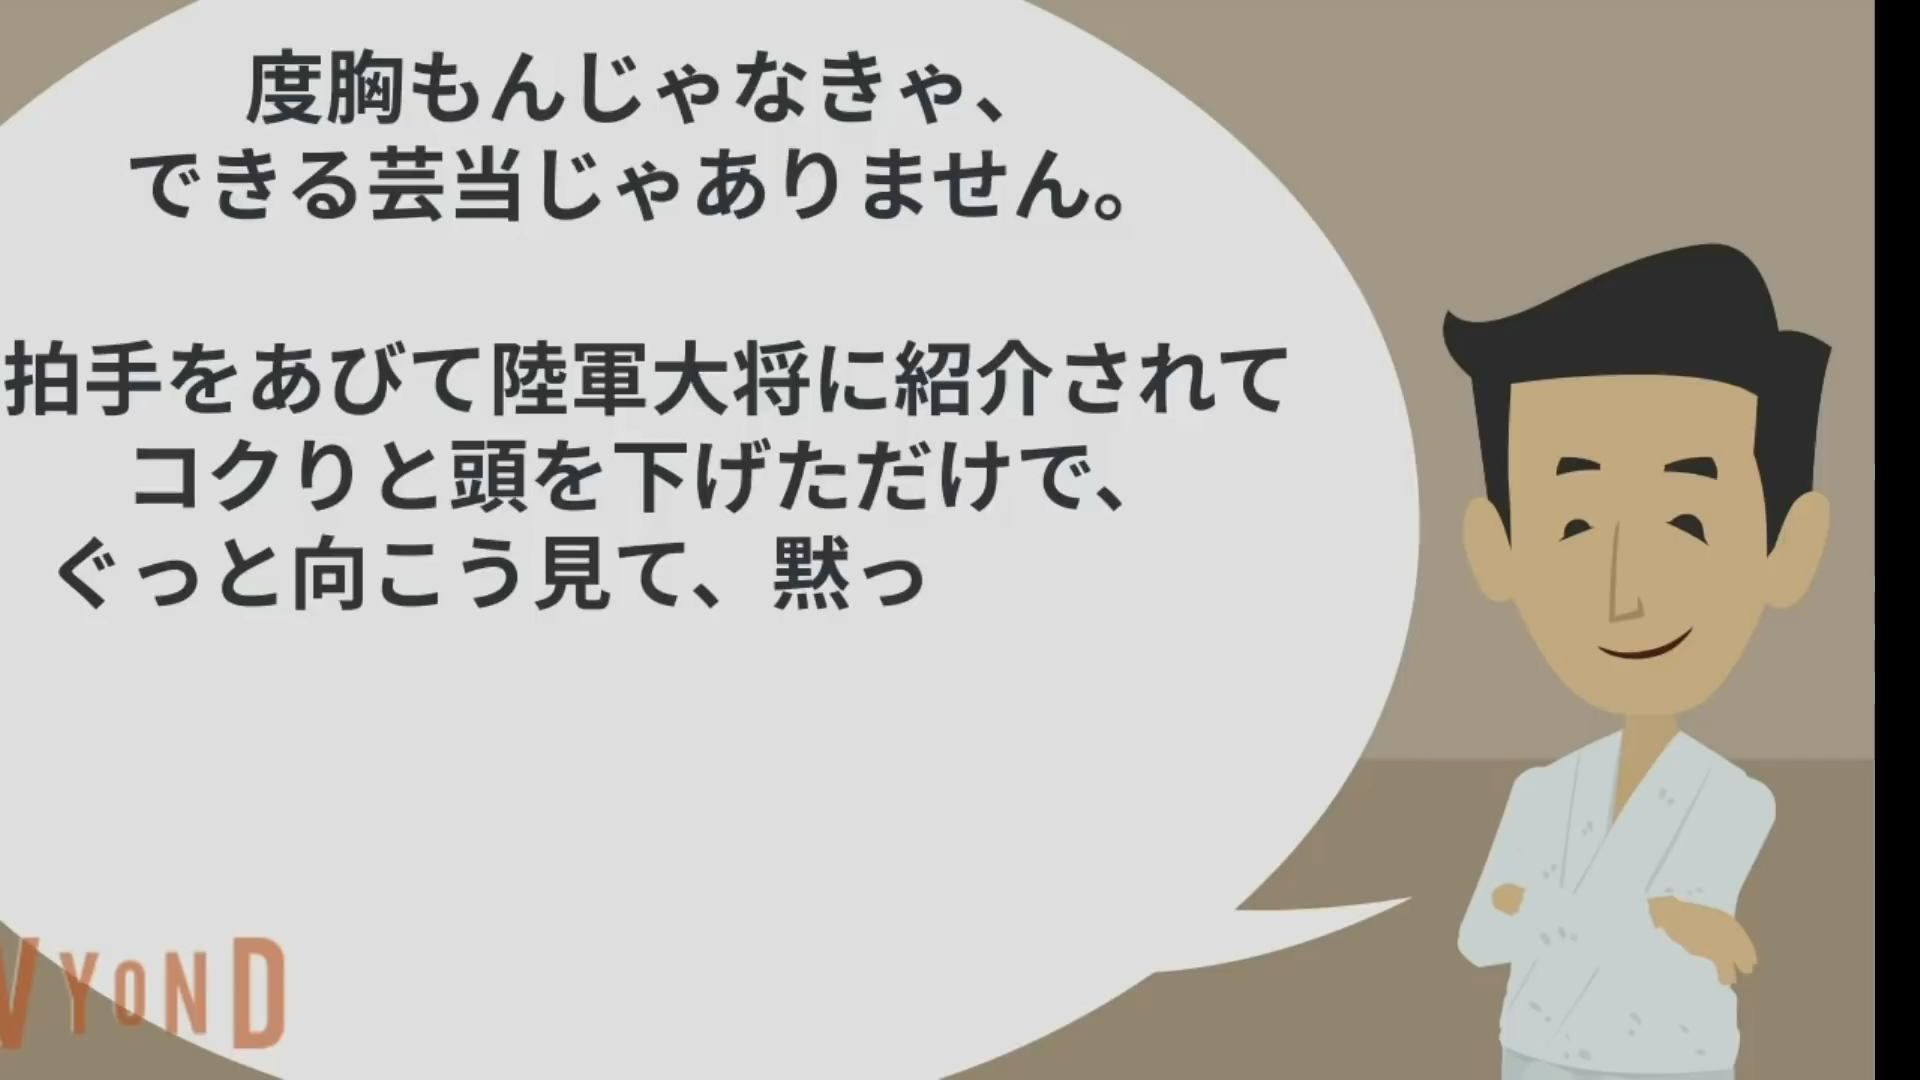 度胸もんじゃなきゃ、
できる芸当じゃありません。
拍手をあびて陸軍大将に紹介されて
コクりと頭を下げただけで、
ぐっと向こう見て、黙っ
VYOND